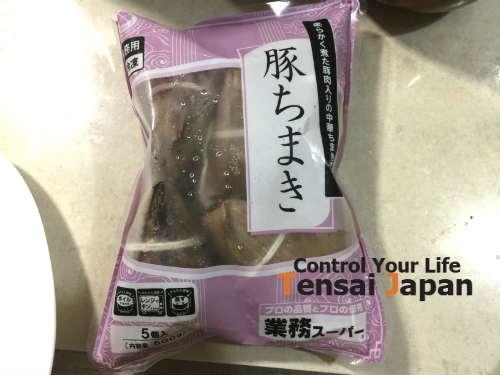 柔らかく煮た豚肉入りの中華ちまき
豚ちまき
Control Your Life
Tensai Japan
プロの品質とプロの価格
業務スーパー
5個入